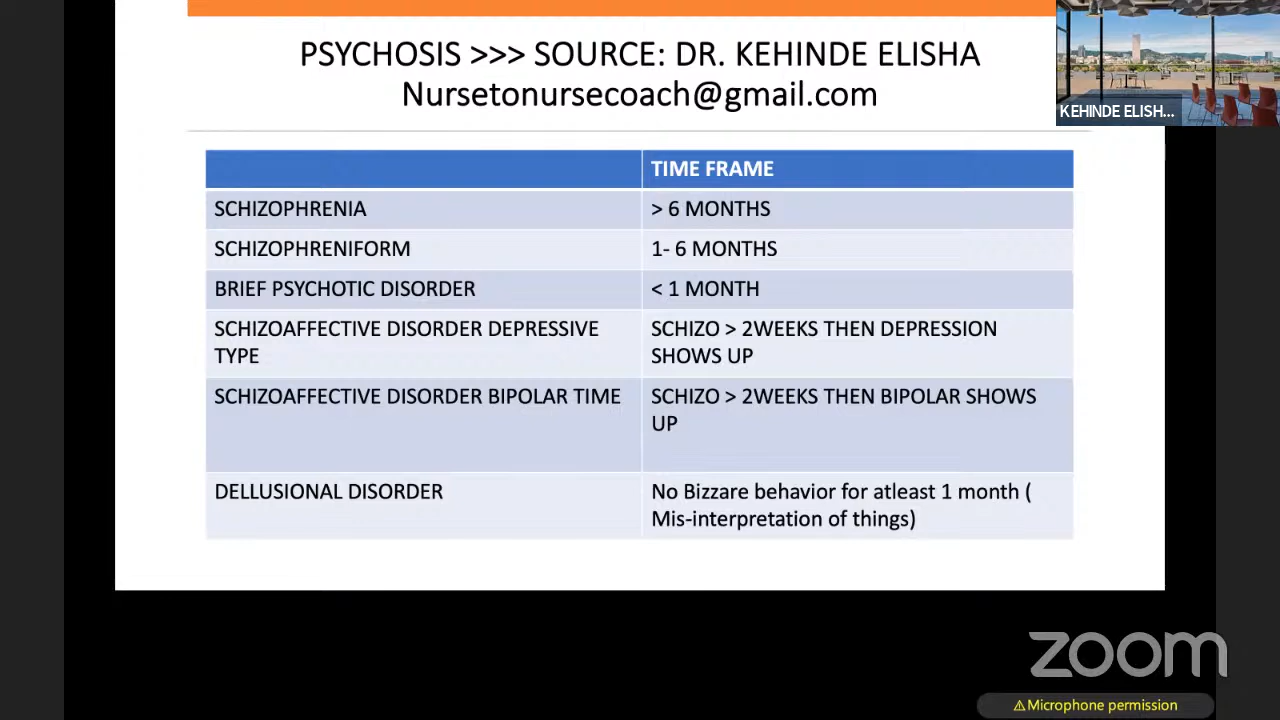 PSYCHOSIS >>> SOURCE: DR. KEHINDE ELISHA
Nursetonursecoach@gmail.com
KEHINDE ELISH...
TIME FRAME
SCHIZOPHRENIA
> 6 MONTHS
SCHIZOPHRENIFORM
1- 6 MONTHS
BRIEF PSYCHOTIC DISORDER
< 1 MONTH
SCHIZOAFFECTIVE DISORDER DEPRESSIVE
TYPE
SCHIZO > 2WEEKS THEN DEPRESSION
SHOWS UP
SCHIZOAFFECTIVE DISORDER BIPOLAR TIME
SCHIZO > 2WEEKS THEN BIPOLAR SHOWS
UP
DELLUSIONAL DISORDER
No Bizzare behavior for atleast 1 month (
Mis-interpretation of things)
zoom
⚠Microphone permission